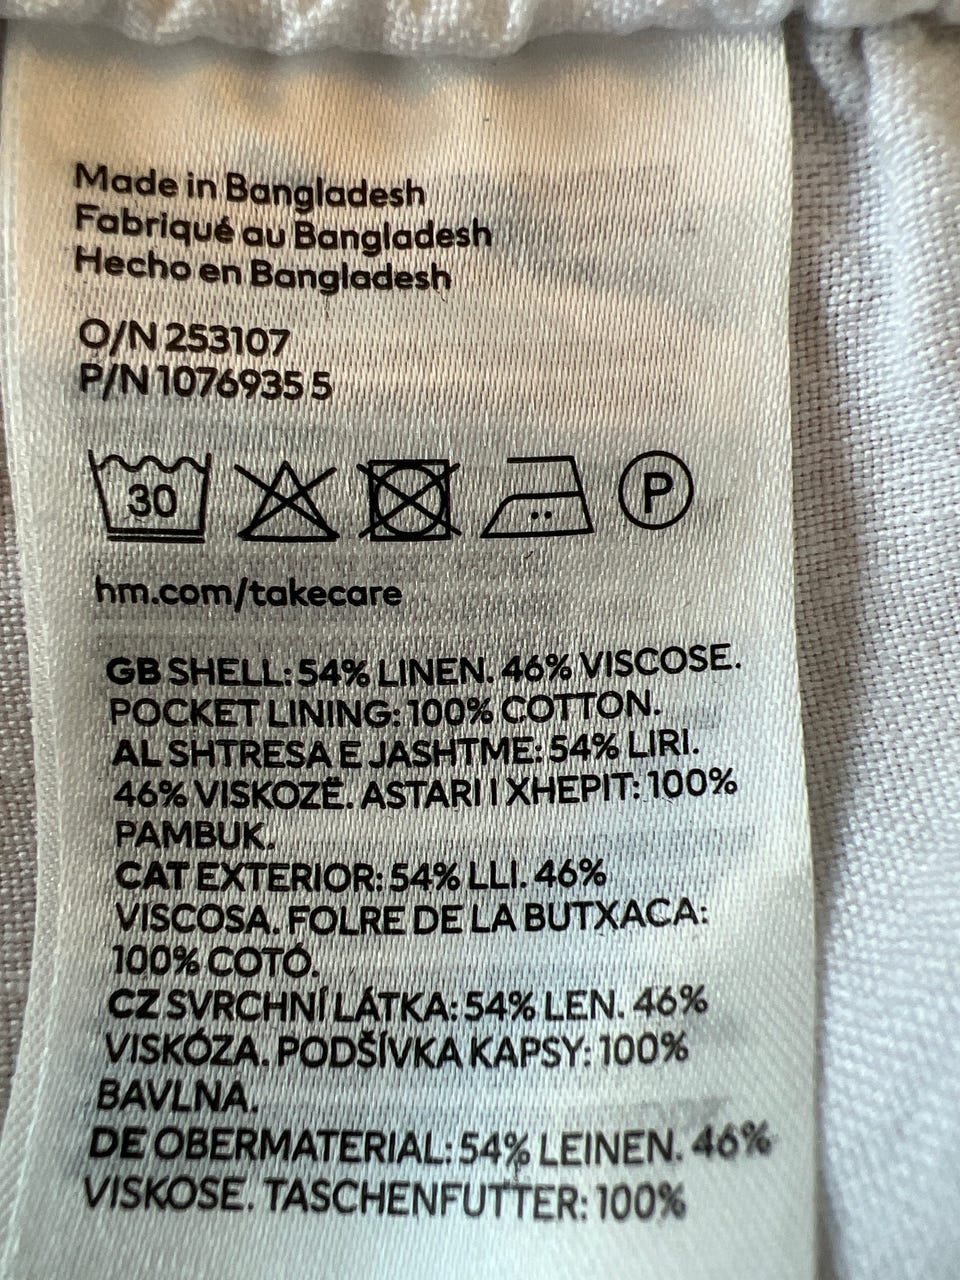 Made in Bangladesh
Fabriqué au Bangladesh
Hecho en Bangladesh
O/N 253107
P/N 1076935 5
30 P
hm.com/takecare
GB SHELL: 54% LINEN. 46% VISCOSE.
POCKET LINING: 100% COTTON.
AL SHTRESA E JASHTME: 54% LIRI.
46% VISKOZË. ASTARI I XHEPIT: 100%
PAMBUK.
CAT EXTERIOR: 54% LLI. 46%
VISCOSA. FOLRE DE LA BUTXACA:
100% COTÓ.
CZ SVRCHNÍ LÁTKA: 54% LEN. 46%
VISKÓZA. PODŠÍVKA KAPSY: 100%
BAVLNA.
DE OBERMATERIAL: 54% LEINEN. 46%
VISKOSE. TASCHENFUTTER: 100%